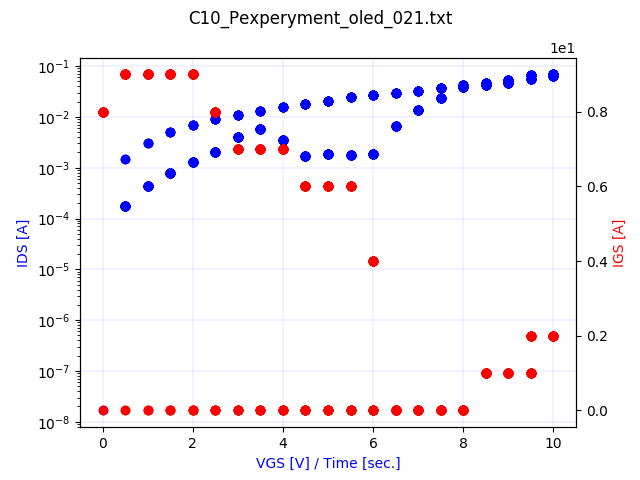 C10_Pexperyment_oled_021.txt
1e1
10⁻¹
10⁻²
10⁻³
10⁻⁴
10⁻⁵
10⁻⁶
10⁻⁷
10⁻⁸
IDS [A]
0.8
0.6
0.4
0.2
0.0
IGS [A]
0 2 4 6 8 10
VGS [V] / Time [sec.]